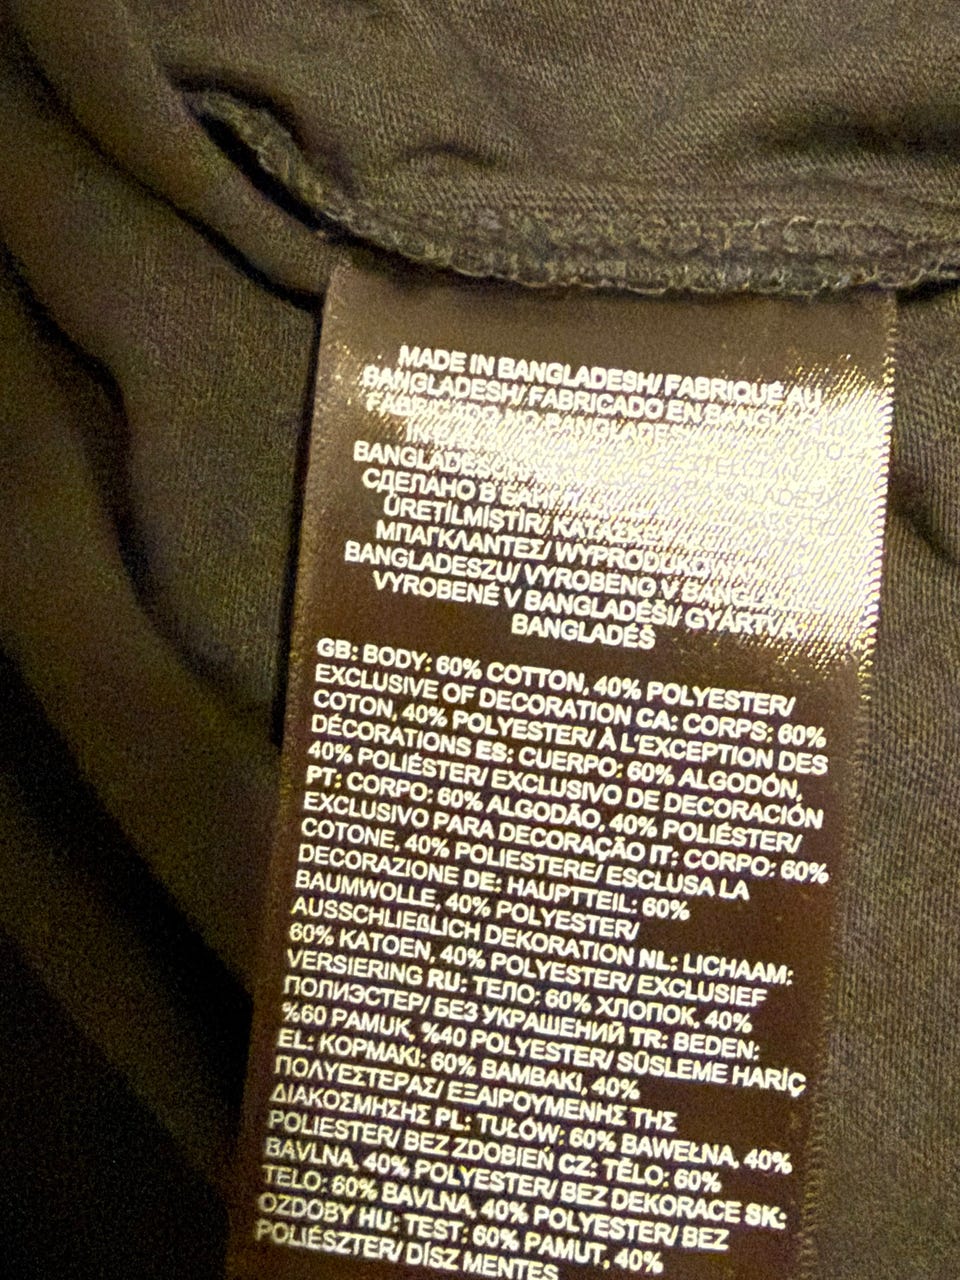 MADE IN BANGLADESH/ FABRIQUÉ AU
BANGLADESH/ FABRICADO EN
FABRICADO NO BANGLADESH/
BANGLADESCH/
СДЕЛАНО В
ÜRETİLMİŞTİR/
ΜΠΑΓΚΛΑΝΤΕΣ/ WYPRODUKOWANO
BANGLADESZU/ VYROBENO V BANGLADÉŠI/
VYROBENÉ V BANGLADÉŠI/ GYÁRTVA:
BANGLADÉS
GB: BODY: 60% COTTON, 40% POLYESTER/
EXCLUSIVE OF DECORATION CA: CORPS: 60%
COTON, 40% POLYESTER/ À L'EXCEPTION DES
DÉCORATIONS ES: CUERPO: 60% ALGODÓN,
40% POLIÉSTER/ EXCLUSIVO DE DECORACIÓN
PT: CORPO: 60% ALGODÃO, 40% POLIÉSTER/
EXCLUSIVO PARA DECORAÇÃO IT: CORPO: 60%
COTONE, 40% POLIESTERE/ ESCLUSA LA
DECORAZIONE DE: HAUPTTEIL: 60%
BAUMWOLLE, 40% POLYESTER/
AUSSCHLIEßLICH DEKORATION NL: LICHAAM:
60% KATOEN, 40% POLYESTER/ EXCLUSIEF
VERSIERING RU: ТЕЛО: 60% ХЛОПОК, 40%
ПОЛИЭСТЕР/ БЕЗ УКРАШЕНИЙ TR: BEDEN:
%60 PAMUK, %40 POLYESTER/ SÜSLEME HARİÇ
EL: ΚΟΡΜΑΚΙ: 60% ΒΑΜΒΑΚΙ, 40%
ΠΟΛΥΕΣΤΕΡΑΣ/ ΕΞΑΙΡΟΥΜΕΝΗΣ ΤΗΣ
ΔΙΑΚΟΣΜΗΣΗΣ PL: TUŁÓW: 60% BAWEŁNA, 40%
POLIESTER/ BEZ ZDOBIEŃ CZ: TĚLO: 60%
BAVLNA, 40% POLYESTER/ BEZ DEKORACE SK:
TELO: 60% BAVLNA, 40% POLYESTER/ BEZ
OZDOBY HU: TEST: 60% PAMUT, 40%
POLIÉSZTER/ DÍSZ MENTES